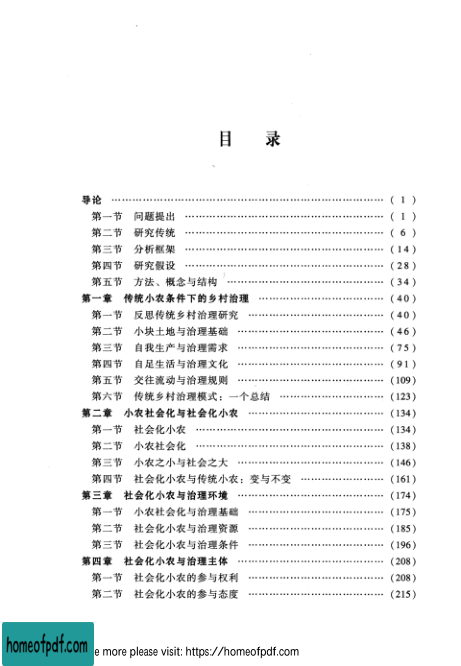 目 录
导论 ………………………………………………… ( 1 )
第一节 问题提出 ………………………………… ( 1 )
第二节 研究传统 ………………………………… ( 6 )
第三节 分析框架 ………………………………… ( 14 )
第四节 研究假设 ………………………………… ( 28 )
第五节 方法、概念与结构 ……………………… ( 34 )
第一章 传统小农条件下的乡村治理 …………… ( 40 )
第一节 反思传统乡村治理研究 ………………… ( 40 )
第二节 小块土地与治理基础 …………………… ( 46 )
第三节 自我生产与治理需求 …………………… ( 75 )
第四节 自足生活与治理文化 …………………… ( 91 )
第五节 交往流动与治理规则 …………………… (109)
第六节 传统乡村治理模式：一个总结 ………… (123)
第二章 小农社会化与社会化小农 ……………… (134)
第一节 社会化小农 ……………………………… (134)
第二节 小农社会化 ……………………………… (138)
第三节 小农之小与社会之大 …………………… (146)
第四节 社会化小农与传统小农：变与不变 …… (161)
第三章 社会化小农与治理环境 ………………… (174)
第一节 小农社会化与治理基础 ………………… (175)
第二节 社会化小农与治理资源 ………………… (185)
第三节 社会化小农与治理条件 ………………… (196)
第四章 社会化小农与治理主体 ………………… (208)
第一节 社会化小农的参与权利 ………………… (208)
第二节 社会化小农的参与态度 ………………… (215)
homeofpdf.com
e more please visit: https://homeofpdf.com